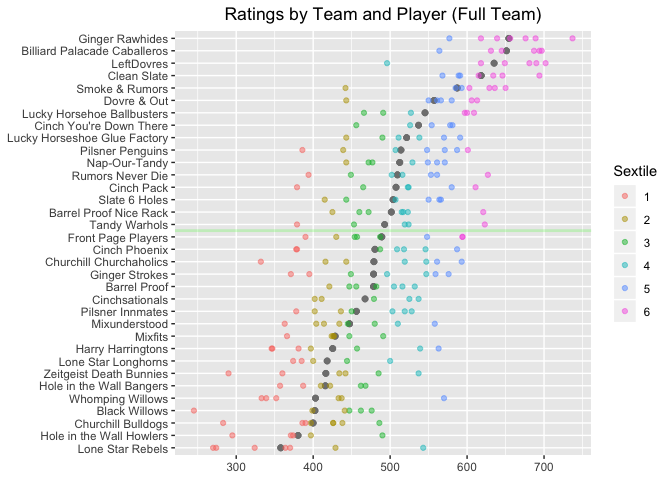 Ratings by Team and Player (Full Team)
Ginger Rawhides
Billiard Palacade Caballeros
LeftDovres
Clean Slate
Smoke & Rumors
Dovre & Out
Lucky Horsehoe Ballbusters
Cinch You're Down There
Lucky Horseshoe Glue Factory
Pilsner Penguins
Nap-Our-Tandy
Rumors Never Die
Cinch Pack
Slate 6 Holes
Barrel Proof Nice Rack
Tandy Warhols
Front Page Players
Cinch Phoenix
Churchill Churchaholics
Ginger Strokes
Barrel Proof
Cinchsationals
Pilsner Innmates
Mixunderstood
Mixfits
Harry Harringtons
Lone Star Longhorns
Zeitgeist Death Bunnies
Hole in the Wall Bangers
Whomping Willows
Black Willows
Churchill Bulldogs
Hole in the Wall Howlers
Lone Star Rebels
300 400 500 600 700
Sextile
1
2
3
4
5
6